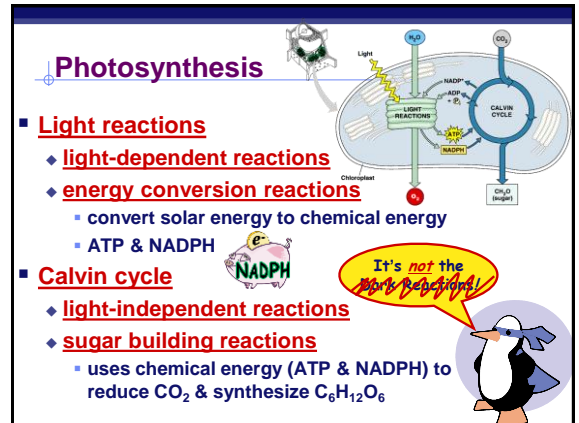 Photosynthesis
Light reactions
light-dependent reactions
energy conversion reactions
convert solar energy to chemical energy
ATP & NADPH
Calvin cycle
light-independent reactions
sugar building reactions
uses chemical energy (ATP & NADPH) to
reduce CO₂ & synthesize C₆H₁₂O₆
e-
NADPH
It's not the
Dark Reactions!
H₂O
CO₂
Light
NADP⁺
ADP
+ Pᵢ
LIGHT
REACTIONS
CALVIN
CYCLE
ATP
NADPH
Chloroplast
O₂
CH₂O
(sugar)